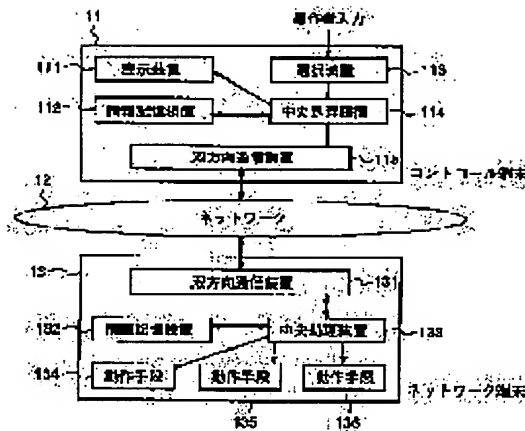 操作者入力
11
111
表示装置
選択装置
113
112
情報記憶装置
中央処理装置
114
双方向通信装置
115
コントロール端末
12
ネットワーク
13
双方向通信装置
131
132
情報記憶装置
中央処理装置
133
134
動作手段
動作手段
動作手段
135
136
ネットワーク端末